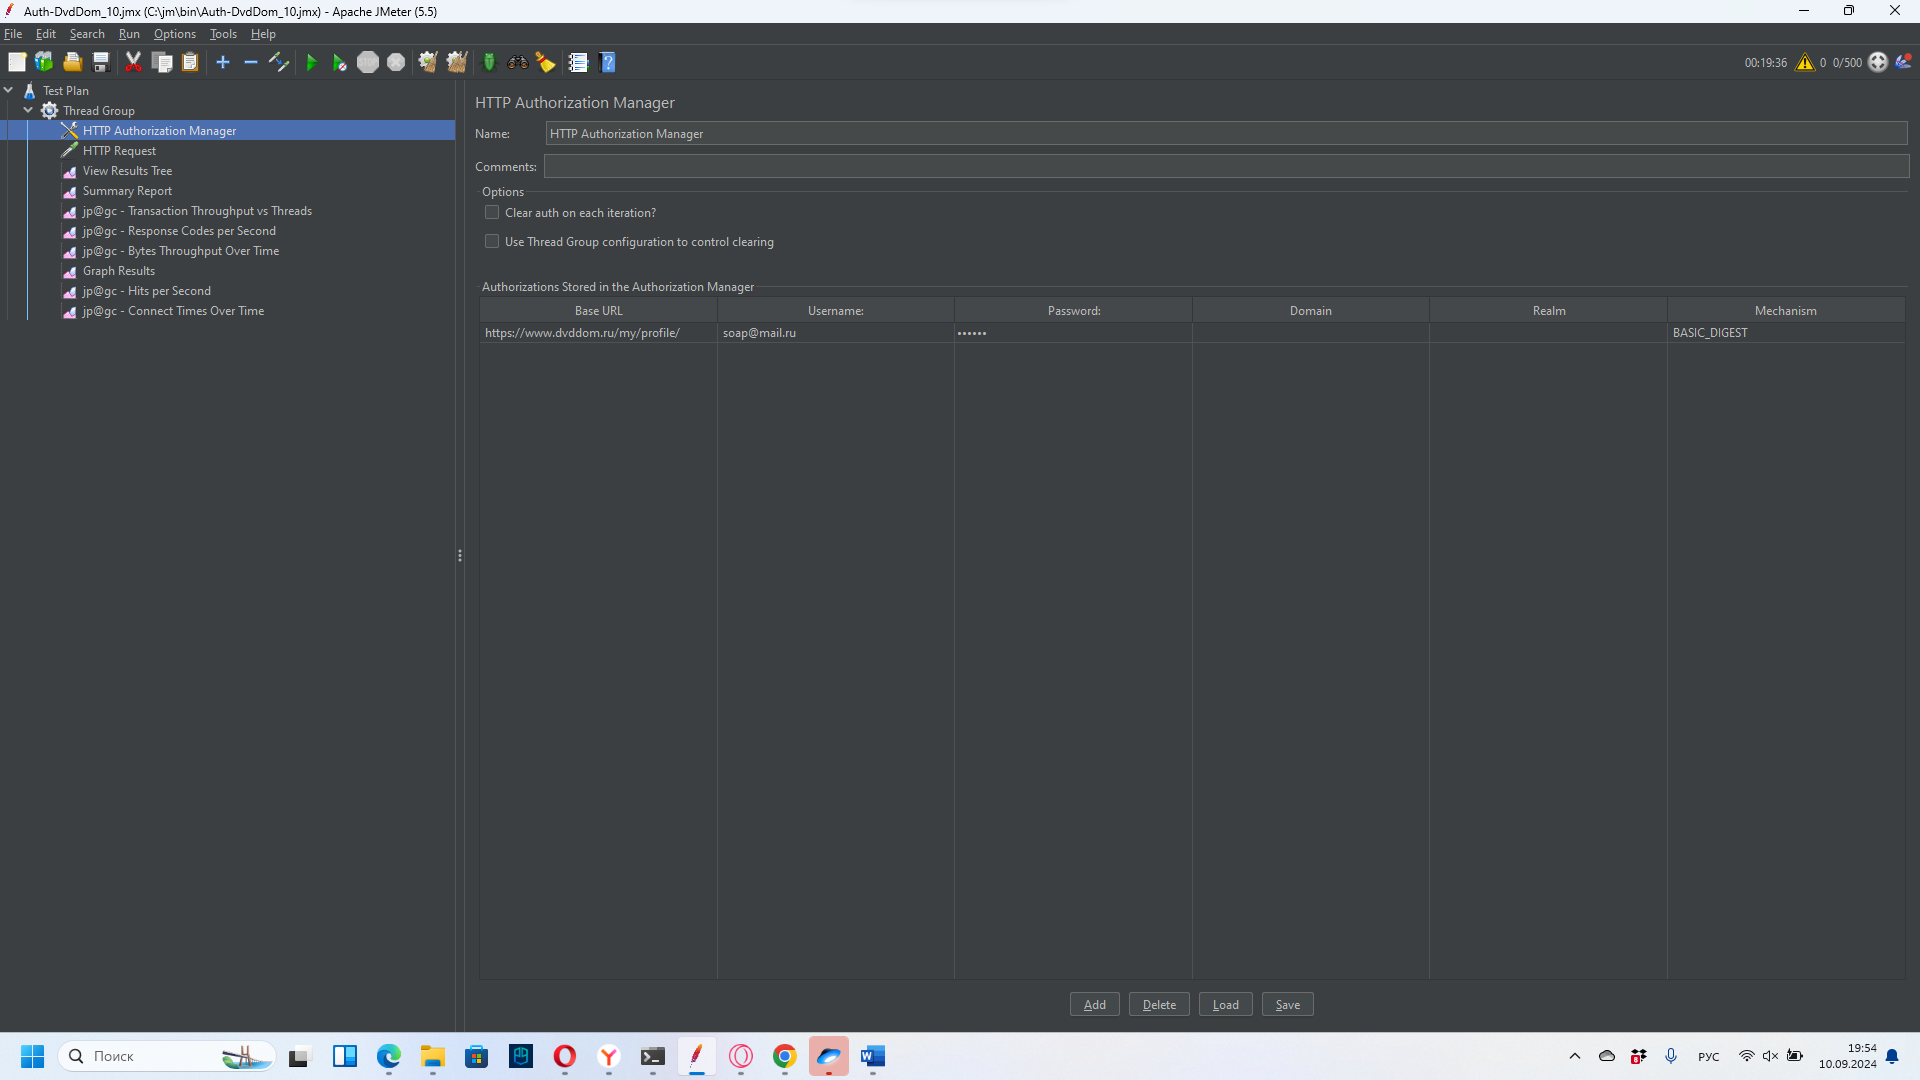 Auth-DvdDom_10.jmx (C:\jm\bin\Auth-DvdDom_10.jmx) - Apache JMeter (5.5)
File Edit Search Run Options Tools Help
00:19:36 0 0/500
Test Plan
Thread Group
HTTP Authorization Manager
HTTP Request
View Results Tree
Summary Report
jp@gc - Transaction Throughput vs Threads
jp@gc - Response Codes per Second
jp@gc - Bytes Throughput Over Time
Graph Results
jp@gc - Hits per Second
jp@gc - Connect Times Over Time
HTTP Authorization Manager
Name: HTTP Authorization Manager
Comments:
Options
Clear auth on each iteration?
Use Thread Group configuration to control clearing
Authorizations Stored in the Authorization Manager
Base URL Username: Password: Domain Realm Mechanism
https://www.dvddom.ru/my/profile/ soap@mail.ru •••••• BASIC_DIGEST
Add Delete Load Save
Поиск
РУС
19:54
10.09.2024